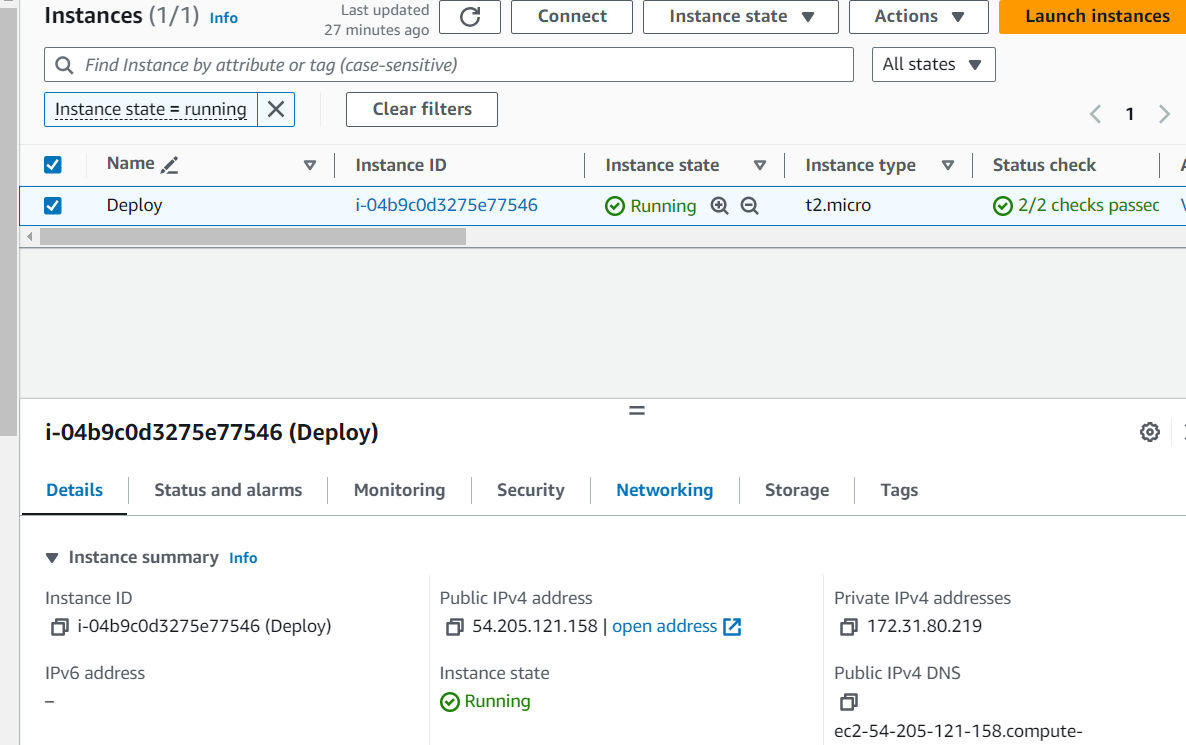 Instances (1/1) Info
Last updated
27 minutes ago
Connect
Instance state
Actions
Launch instances
Find Instance by attribute or tag (case-sensitive)
All states
Instance state = running
Clear filters
1
Name Instance ID Instance state Instance type Status check
Deploy i-04b9c0d3275e77546 Running t2.micro 2/2 checks passec
i-04b9c0d3275e77546 (Deploy)
Details Status and alarms Monitoring Security Networking Storage Tags
Instance summary Info
Instance ID
i-04b9c0d3275e77546 (Deploy)
Public IPv4 address
54.205.121.158 | open address
Private IPv4 addresses
172.31.80.219
IPv6 address
–
Instance state
Running
Public IPv4 DNS
ec2-54-205-121-158.compute-